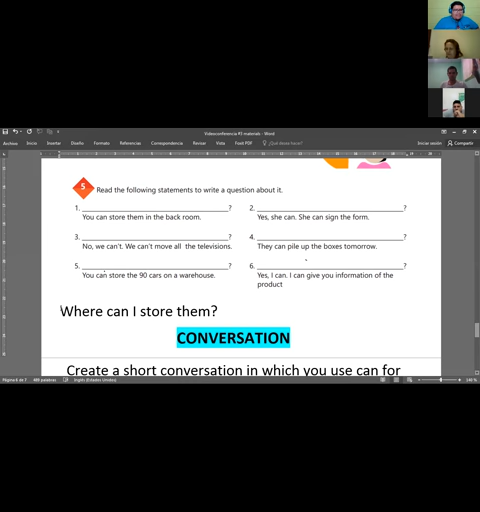 Videoconferencia #3 materials - Word
Archivo Inicio Insertar Diseño Formato Referencias Correspondencia Revisar Vista Foxit PDF ¿Qué desea hacer? Iniciar sesión Compartir
5 Read the following statements to write a question about it.
1. ? 2. ?
You can store them in the back room. Yes, she can. She can sign the form.
3. ? 4. ?
No, we can't. We can't move all the televisions. They can pile up the boxes tomorrow.
5. ? 6. ?
You can store the 90 cars on a warehouse. Yes, I can. I can give you information of the
product
Where can I store them?
CONVERSATION
Create a short conversation in which you use can for
Página 6 de 7 489 palabras Inglés (Estados Unidos) 240 %